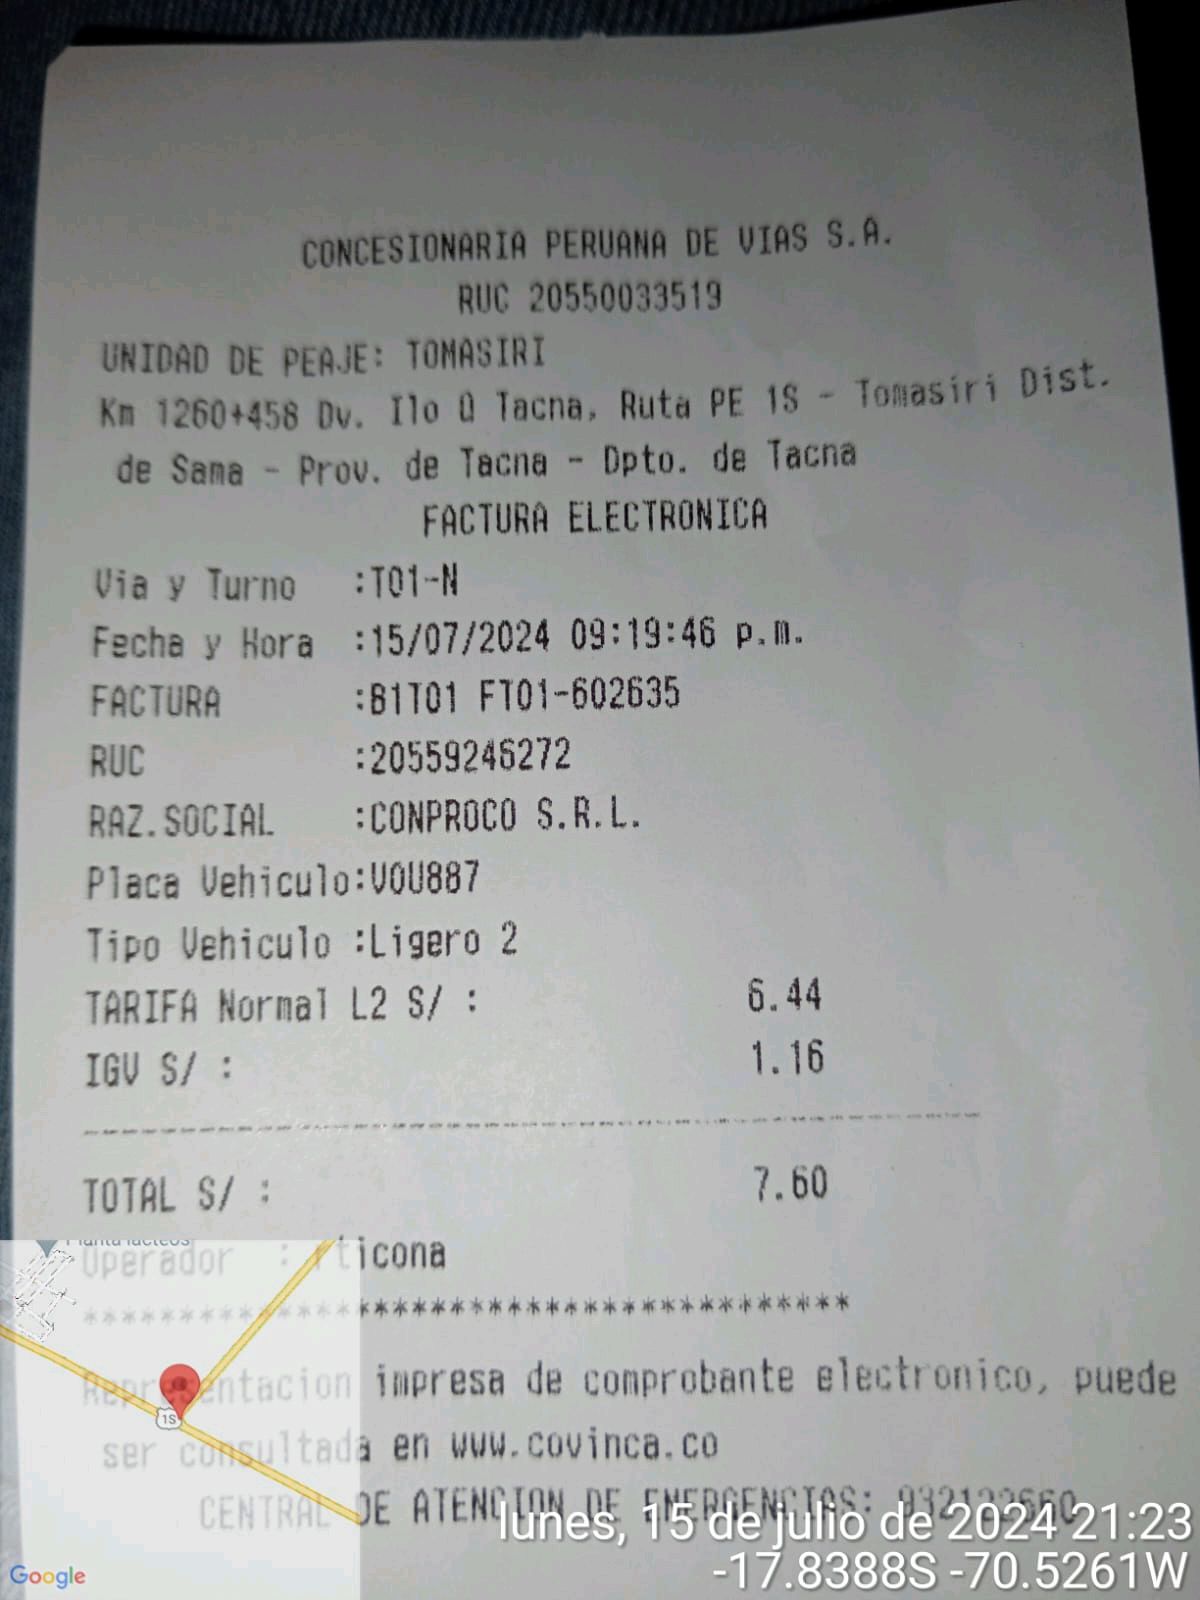 CONCESIONARIA PERUANA DE VIAS S.A.
RUC 20550033519
UNIDAD DE PEAJE: TOMASIRI
Km 1260+458 Dv. Ilo Û Tacna, Ruta PE 1S - Tomasiri Dist.
de Sama - Prov. de Tacna - Dpto. de Tacna
FACTURA ELECTRONICA
Via y Turno :T01-N
Fecha y Hora :15/07/2024 09:19:46 p.m.
FACTURA :B1T01 FT01-602635
RUC :20559246272
RAZ.SOCIAL :CONPROCO S.R.L.
Placa Vehiculo:VOU887
Tipo Vehiculo :Ligero 2
TARIFA Normal L2 S/ : 6.44
IGV S/ : 1.16
TOTAL S/ : 7.60
Planta lacteos
Operador : rticona
************************************************
Representacion impresa de comprobante electronico, puede
1S
ser consultada en www.covinca.co
CENTRAL DE ATENCION DE EMERGENCIAS:
lunes, 15 de julio de 2024 21:23
-17.8388S -70.5261W
Google